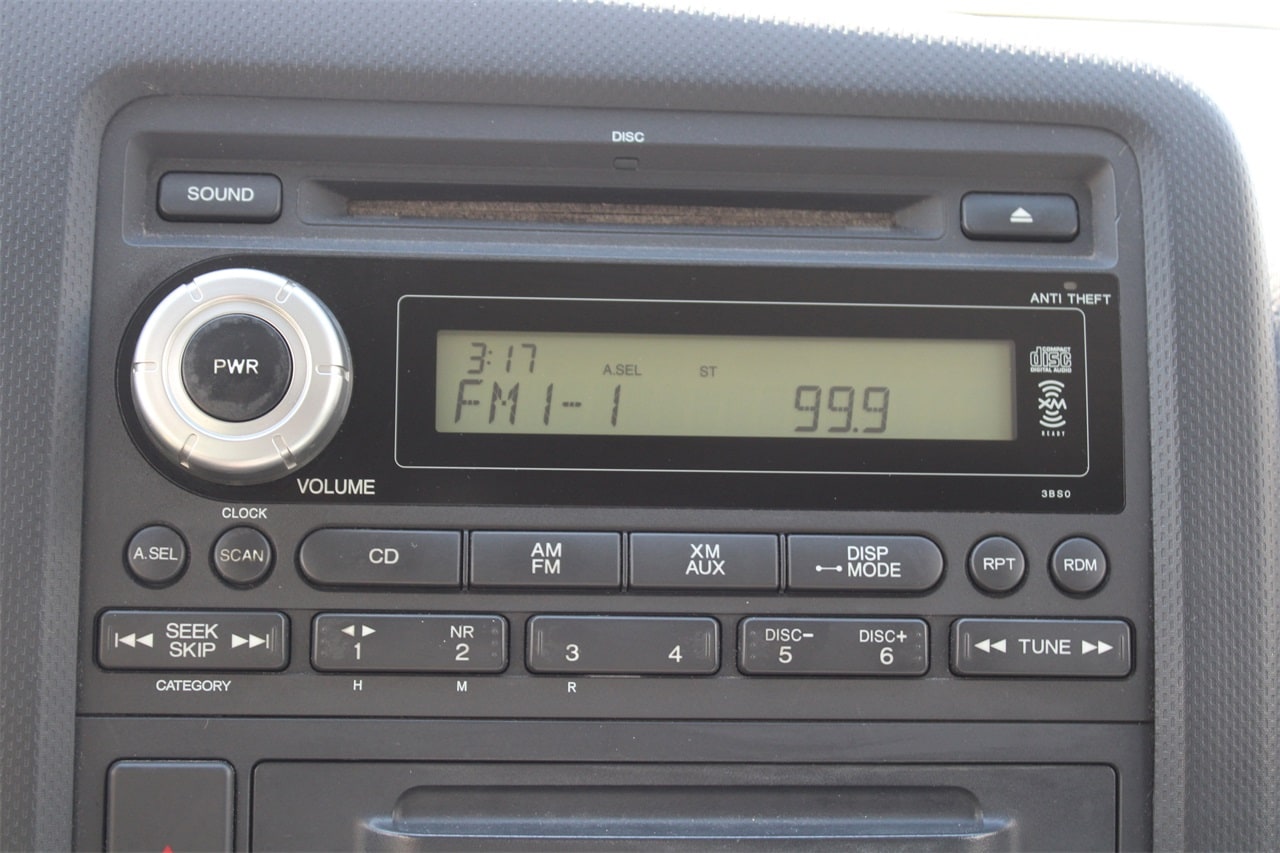 DISC
SOUND
ANTI THEFT
PWR
3:17 A.SEL ST
FM1-1 99.9
COMPACT
disc
DIGITAL AUDIO
XM
READY
VOLUME
3BS0
CLOCK
A.SEL SCAN CD AM FM XM AUX DISP MODE RPT RDM
SEEK SKIP 1 NR 2 3 4 DISC- 5 DISC+ 6 TUNE
CATEGORY H M R